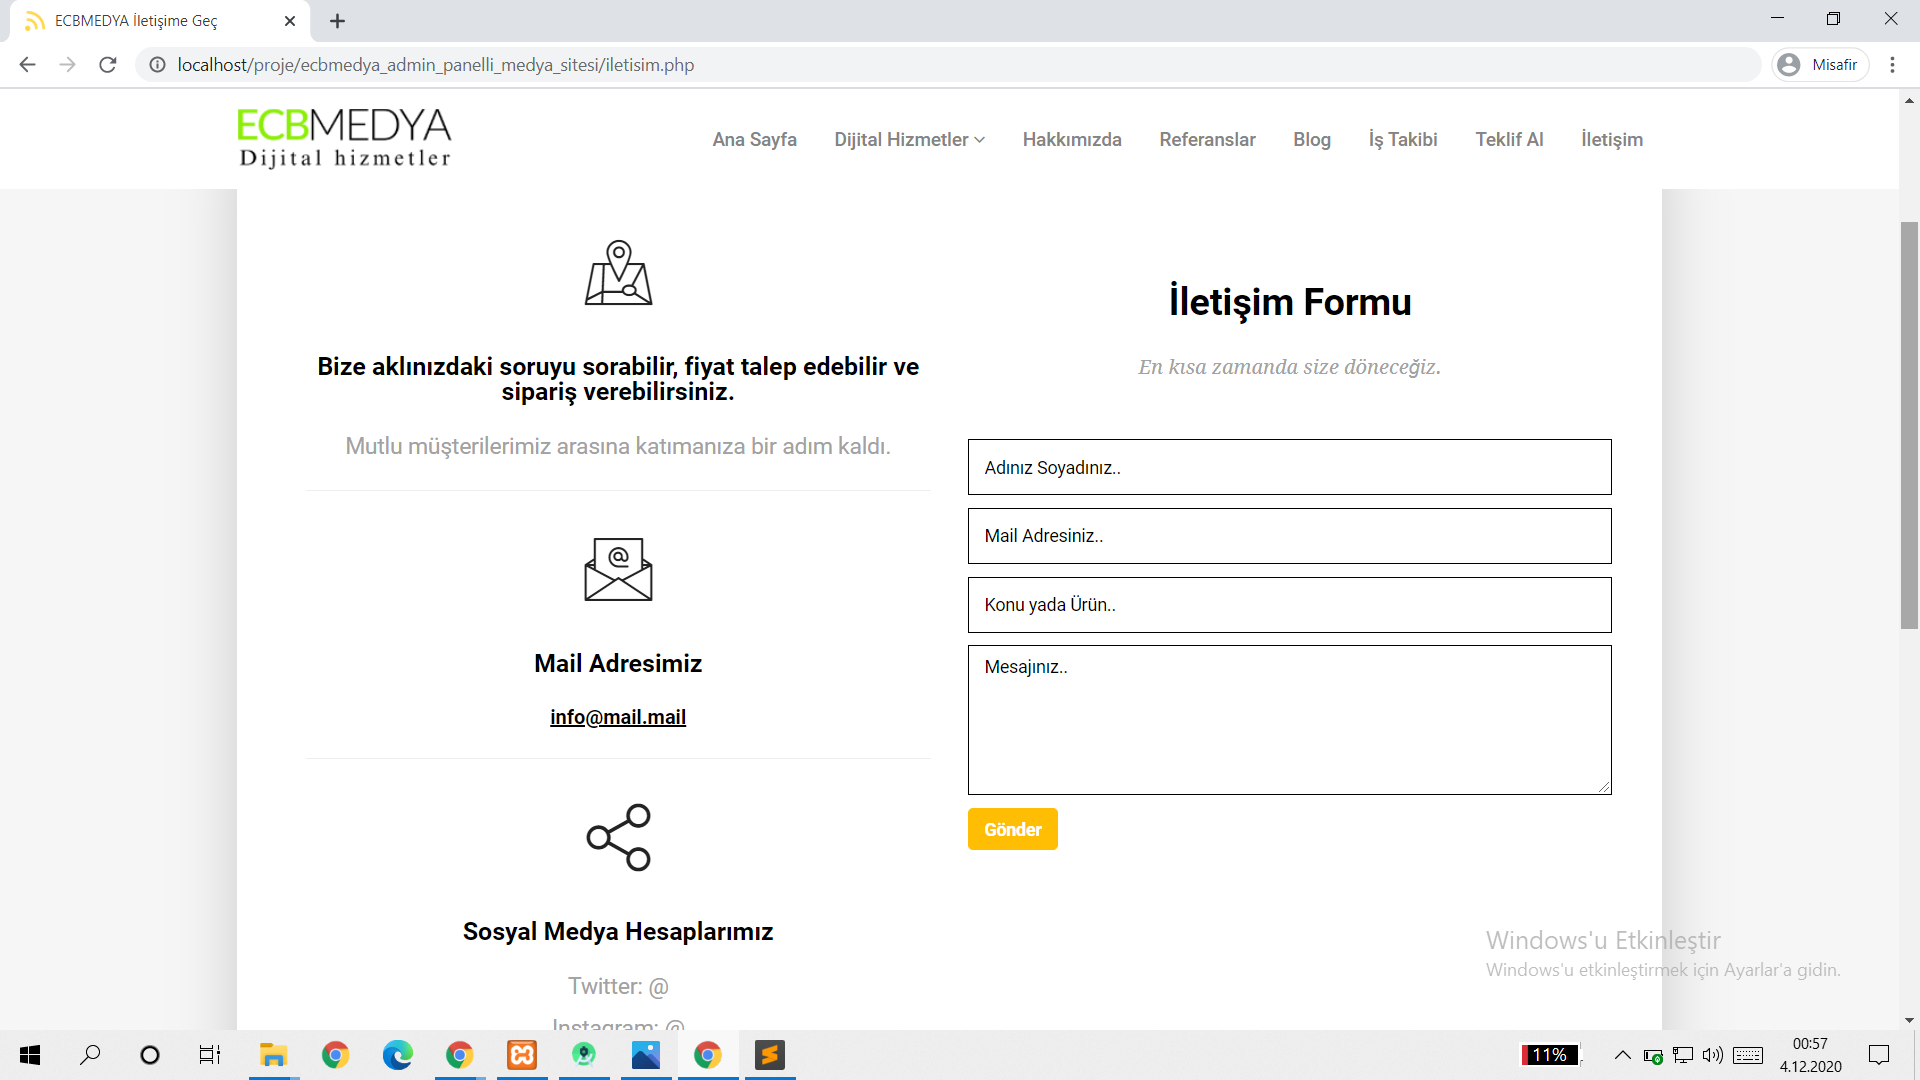 ECBMEDYA İletişime Geç
localhost/proje/ecbmedya_admin_panelli_medya_sitesi/iletisim.php
Misafir
ECBMEDYA
Dijital hizmetler
Ana Sayfa Dijital Hizmetler Hakkımızda Referanslar Blog İş Takibi Teklif Al İletişim
Bize aklınızdaki soruyu sorabilir, fiyat talep edebilir ve
sipariş verebilirsiniz.
Mutlu müşterilerimiz arasına katımanıza bir adım kaldı.
@
Mail Adresimiz
info@mail.mail
Sosyal Medya Hesaplarımız
Twitter: @
Instagram: @
İletişim Formu
En kısa zamanda size döneceğiz.
Adınız Soyadınız..
Mail Adresiniz..
Konu yada Ürün..
Mesajınız..
Gönder
Windows'u Etkinleştir
Windows'u etkinleştirmek için Ayarlar'a gidin.
11%
00:57
4.12.2020